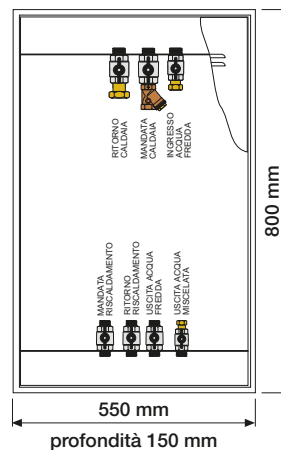 RITORNO
CALDAIA
MANDATA
CALDAIA
INGRESSO
ACQUA
FREDDA
800 mm
MANDATA
RISCALDAMENTO
RITORNO
RISCALDAMENTO
USCITA ACQUA
FREDDA
USCITA ACQUA
MISCELATA
550 mm
profondità 150 mm